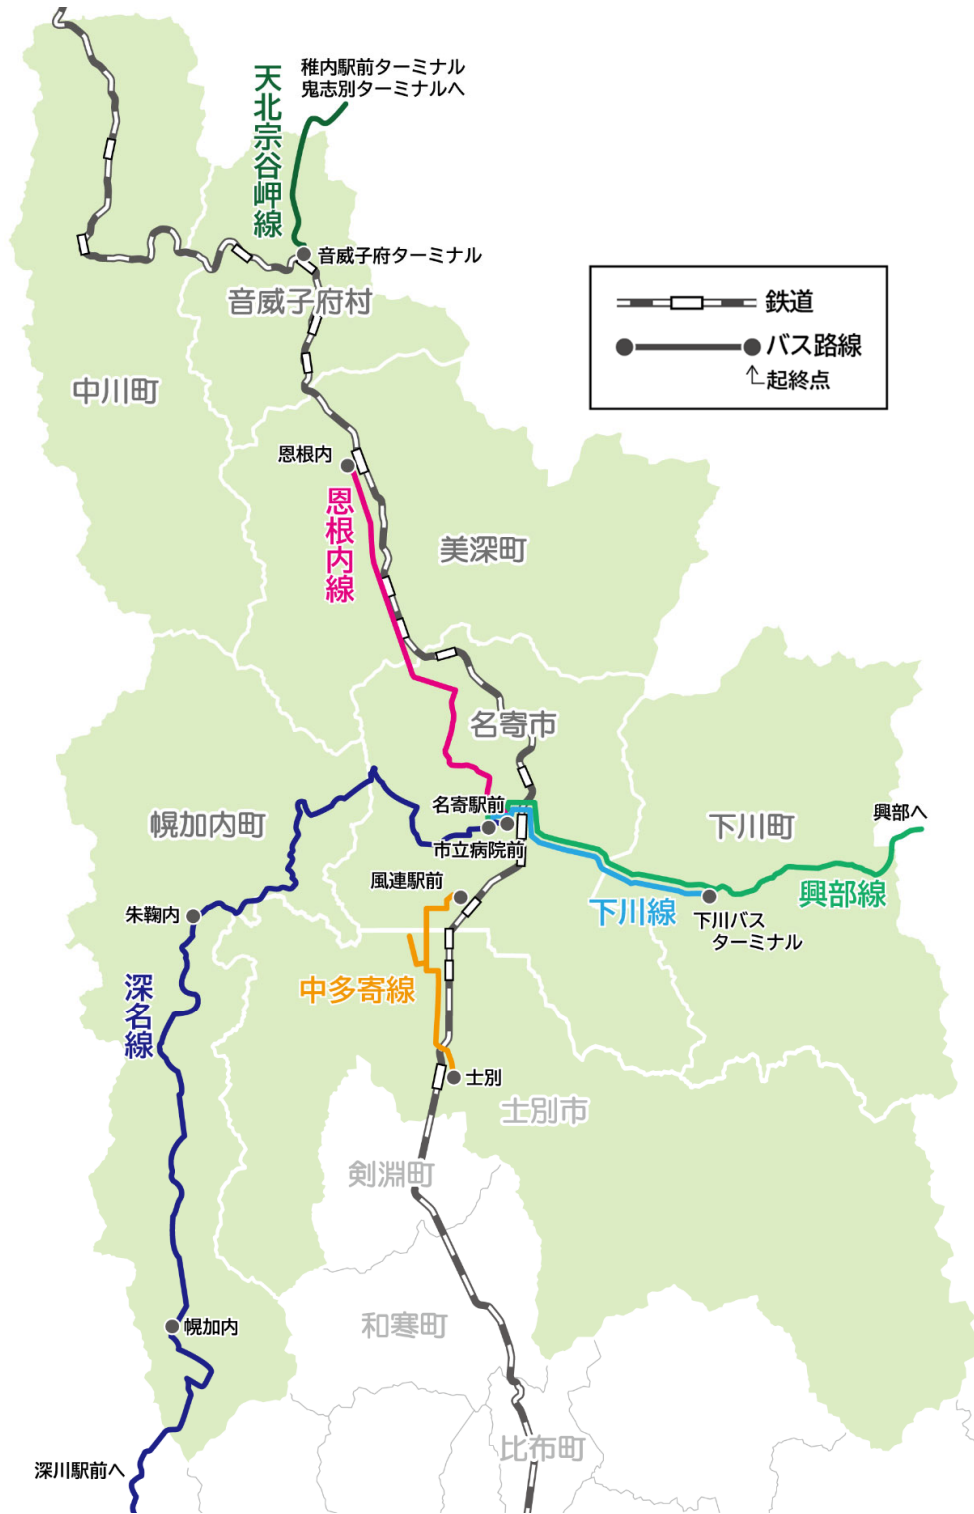 稚内駅前ターミナル
鬼志別ターミナルへ
天北宗谷岬線
音威子府ターミナル
音威子府村
鉄道
バス路線
起終点
中川町
恩根内
恩根内線
美深町
名寄市
名寄駅前
市立病院前
幌加内町
下川町
興部へ
風連駅前
下川線
興部線
下川バス
ターミナル
朱鞠内
深名線
中多寄線
士別
士別市
剣淵町
幌加内
和寒町
比布町
深川駅前へ